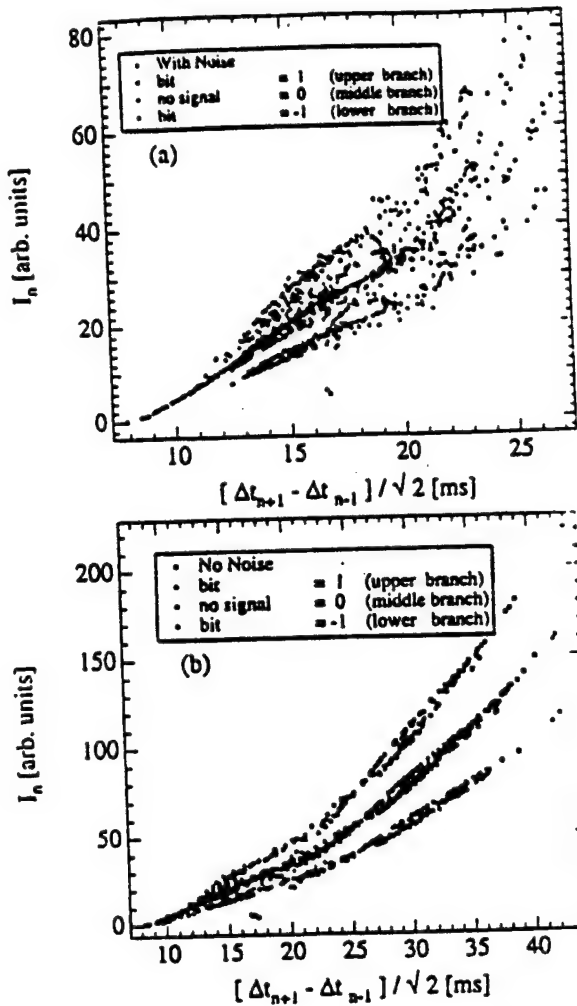 80
60
40
20
0
I_n [arb. units]
With Noise
bit = 1 (upper branch)
no signal = 0 (middle branch)
bit = -1 (lower branch)
(a)
10 15 20 25
[ Δt_{n+1} - Δt_{n-1} ] / √2 [ms]
200
150
100
50
0
I_n [arb. units]
No Noise
bit = 1 (upper branch)
no signal = 0 (middle branch)
bit = -1 (lower branch)
(b)
10 15 20 25 30 35 40
[ Δt_{n+1} - Δt_{n-1} ] / √2 [ms]